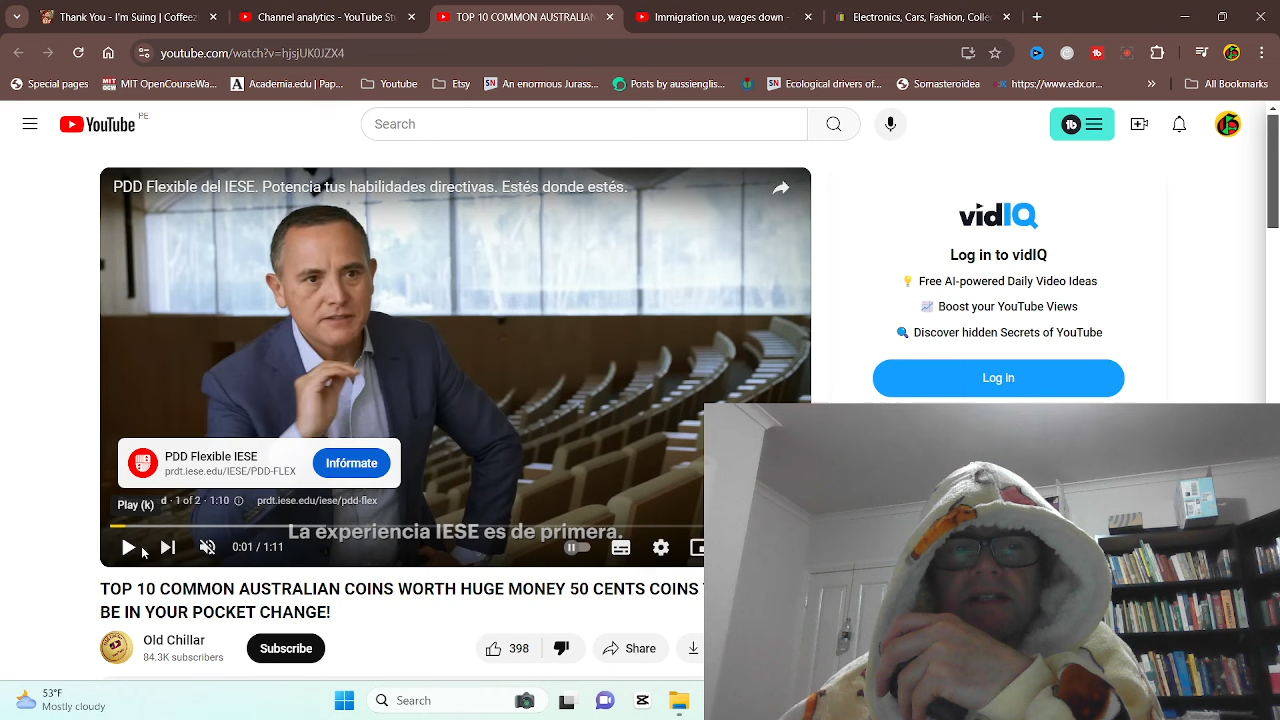 Thank You - I'm Suing | Coffeez
Channel analytics - YouTube Stu
TOP 10 COMMON AUSTRALIAN
Immigration up, wages down -
Electronics, Cars, Fashion, Collec
youtube.com/watch?v=hjsjUK0JZX4
Special pages
MIT OpenCourseWa...
Academia.edu | Pap...
Youtube
Etsy
An enormous Jurass...
Posts by aussienglis...
Ecological drivers of...
Somasteroidea
https://www.edx.or...
»
All Bookmarks
YouTube PE
Search
PDD Flexible del IESE. Potencia tus habilidades directivas. Estés donde estés.
vidIQ
Log in to vidIQ
Free AI-powered Daily Video Ideas
Boost your YouTube Views
Discover hidden Secrets of YouTube
Log In
PDD Flexible IESE
prdt.iese.edu/IESE/PDD-FLEX
Infórmate
Play (k)
d · 1 of 2 · 1:10
prdt.iese.edu/iese/pdd-flex
La experiencia IESE es de primera.
0:01 / 1:11
TOP 10 COMMON AUSTRALIAN COINS WORTH HUGE MONEY 50 CENTS COINS
BE IN YOUR POCKET CHANGE!
Old Chillar
84.3K subscribers
Subscribe
398
Share
53°F
Mostly cloudy
Search